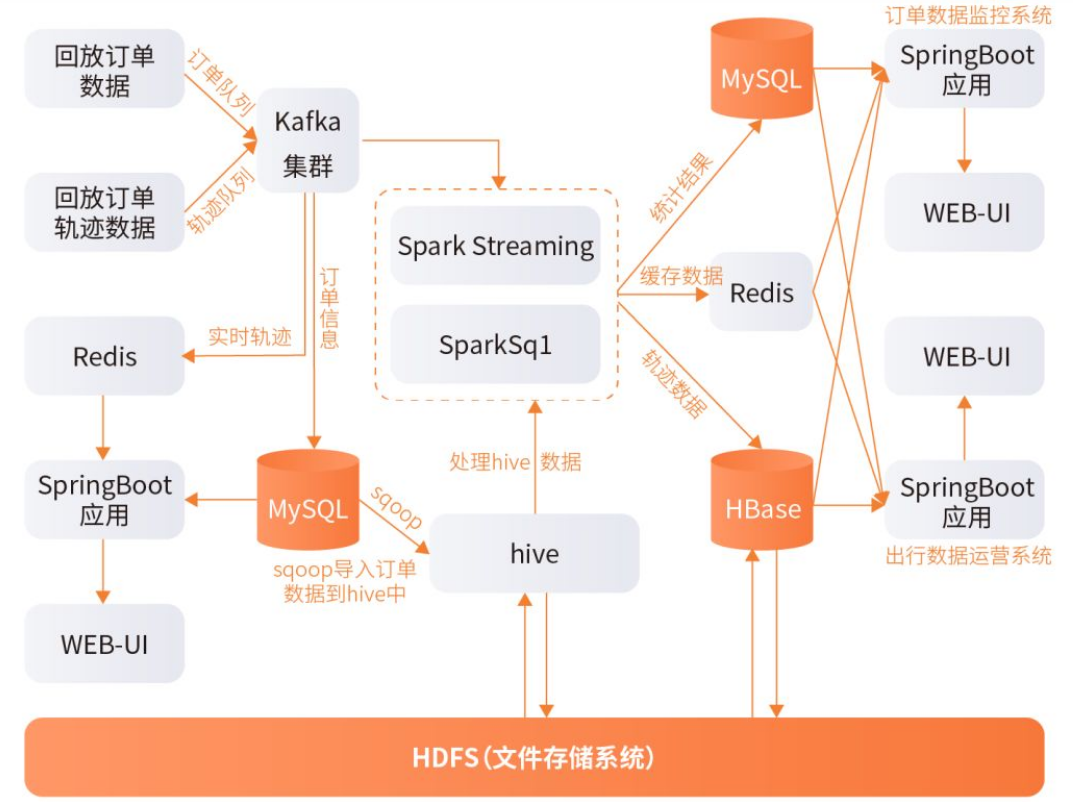 回放订单
数据
订单队列
回放订单
轨迹数据
轨迹队列
Kafka
集群
订单信息
实时轨迹
Redis
SpringBoot
应用
WEB-UI
MySQL
sqoop
sqoop导入订单
数据到hive中
hive
处理hive 数据
Spark Streaming
SparkSq1
统计结果
缓存数据
轨迹数据
MySQL
Redis
HBase
订单数据监控系统
SpringBoot
应用
WEB-UI
WEB-UI
SpringBoot
应用
出行数据运营系统
HDFS(文件存储系统)